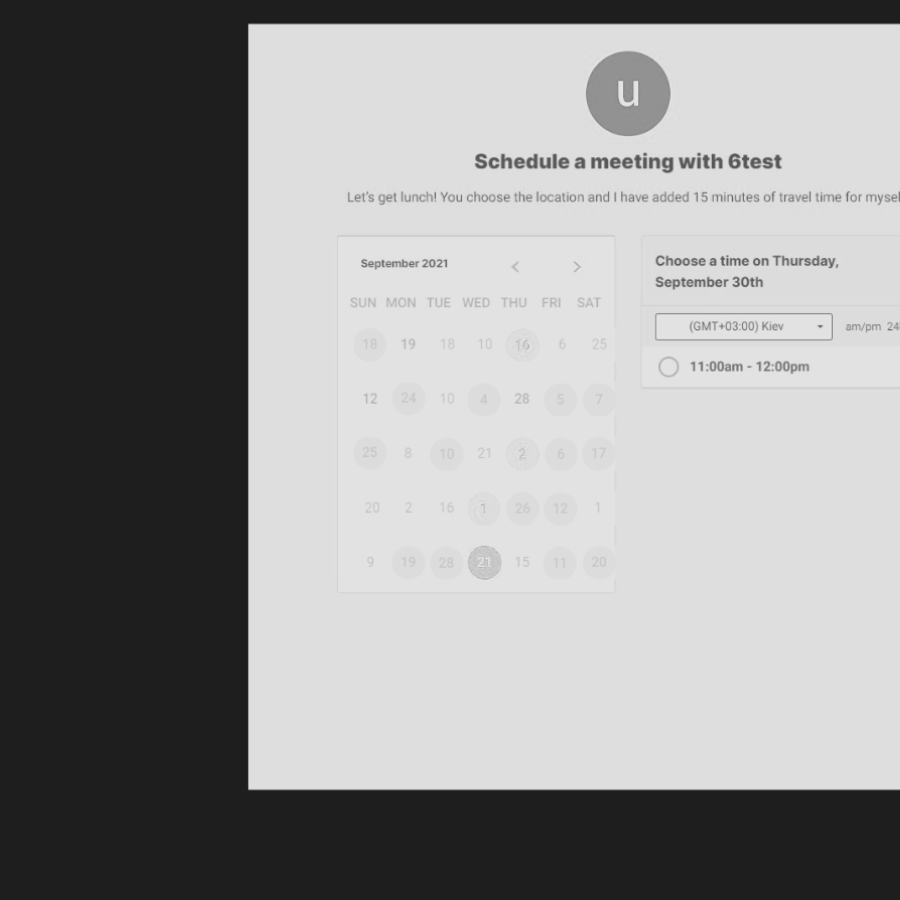 u
Schedule a meeting with 6test
Let's get lunch! You choose the location and I have added 15 minutes of travel time for mysel
September 2021
SUN MON TUE WED THU FRI SAT
18 19 18 10 16 6 25
12 24 10 4 28 5 7
25 8 10 21 2 6 17
20 2 16 1 26 12 1
9 19 28 21 15 11 20
Choose a time on Thursday,
September 30th
(GMT+03:00) Kiev am/pm 24
11:00am - 12:00pm